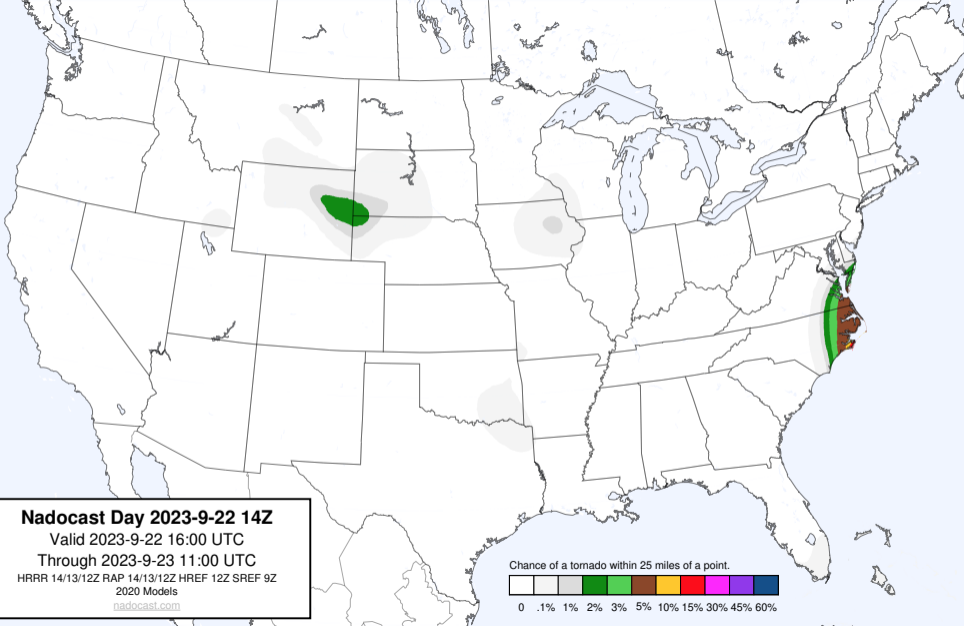 Nadocast Day 2023-9-22 14Z
Valid 2023-9-22 16:00 UTC
Through 2023-9-23 11:00 UTC
HRRR 14/13/12Z RAP 14/13/12Z HREF 12Z SREF 9Z
2020 Models
nadocast.com
Chance of a tornado within 25 miles of a point.
0 .1% 1% 2% 3% 5% 10% 15% 30% 45% 60%